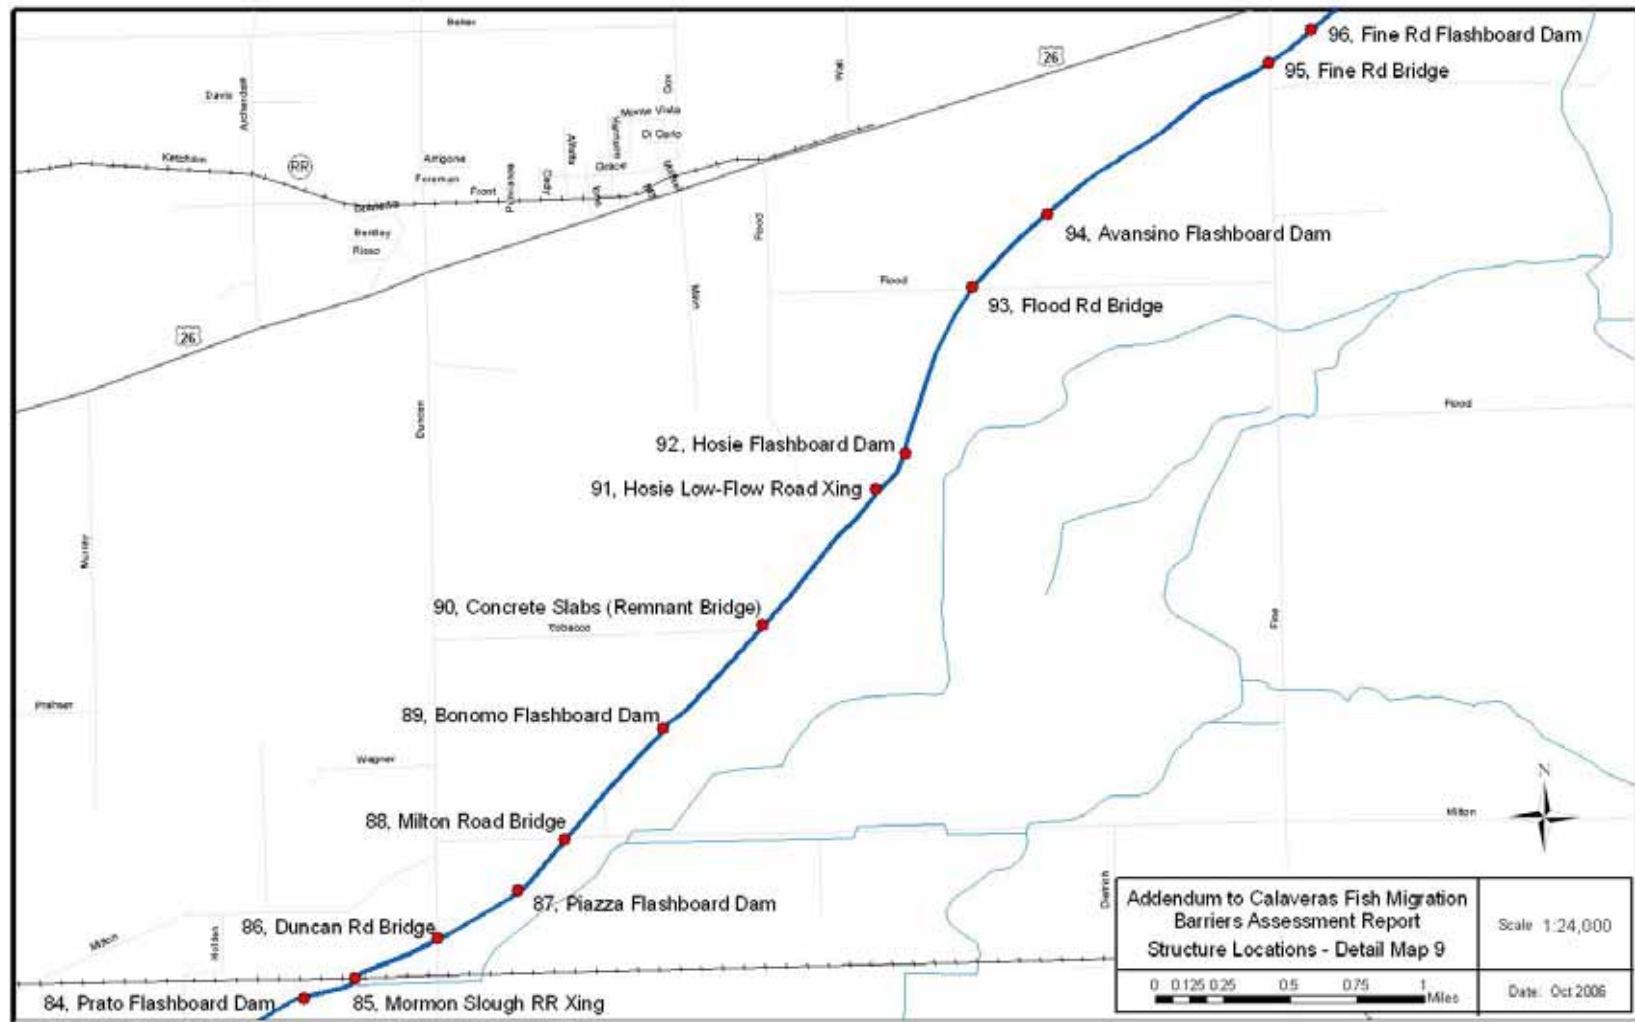 Baker
96, Fine Rd Flashboard Dam
26
95, Fine Rd Bridge
Wall
Cox
Davis
Archerdale
Monte Vista
Di Carlo
Ketcham
RR
Arrigone
Grace
Foreman
Front
Bentley
Risso
Flood
94, Avansino Flashboard Dam
Flood
93, Flood Rd Bridge
26
Main
Duncan
Flood
92, Hosie Flashboard Dam
91, Hosie Low-Flow Road Xing
Murray
90, Concrete Slabs (Remnant Bridge)
Tobacco
Fine
Prahser
89, Bonomo Flashboard Dam
Wagner
88, Milton Road Bridge
Milton
N
87, Piazza Flashboard Dam
Dietrich
86, Duncan Rd Bridge
Milton
Holden
84, Prato Flashboard Dam
85, Mormon Slough RR Xing
Addendum to Calaveras Fish Migration
Barriers Assessment Report
Structure Locations - Detail Map 9
Scale 1:24,000
0 0.125 0.25 0.5 0.75 1
Miles
Date: Oct 2006